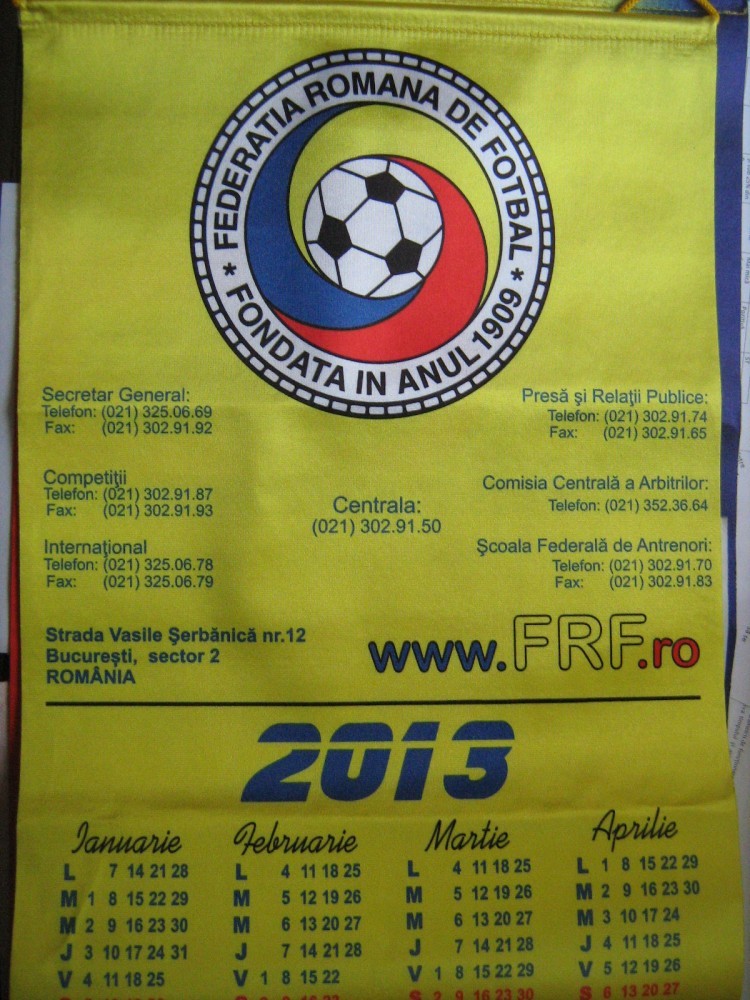 * FEDERATIA ROMANA DE FOTBAL *
FONDATA IN ANUL 1909
Secretar General:
Telefon: (021) 325.06.69
Fax: (021) 302.91.92
Presă şi Relaţii Publice:
Telefon: (021) 302.91.74
Fax: (021) 302.91.65
Competiţii
Telefon: (021) 302.91.87
Fax: (021) 302.91.93
Centrala:
(021) 302.91.50
Comisia Centrală a Arbitrilor:
Telefon: (021) 352.36.64
Internaţional
Telefon: (021) 325.06.78
Fax: (021) 325.06.79
Şcoala Federală de Antrenori:
Telefon: (021) 302.91.70
Fax: (021) 302.91.83
Strada Vasile Şerbănică nr.12
Bucureşti, sector 2
ROMÂNIA
www.FRF.ro
2013
Ianuarie
L 7 14 21 28
M 1 8 15 22 29
M 2 9 16 23 30
J 3 10 17 24 31
V 4 11 18 25
Februarie
L 4 11 18 25
M 5 12 19 26
M 6 13 20 27
J 7 14 21 28
V 1 8 15 22
Martie
L 4 11 18 25
M 5 12 19 26
M 6 13 20 27
J 7 14 21 28
V 1 8 15 22 29
S 2 9 16 23 30
Aprilie
L 1 8 15 22 29
M 2 9 16 23 30
M 3 10 17 24
J 4 11 18 25
V 5 12 19 26
S 6 13 20 27